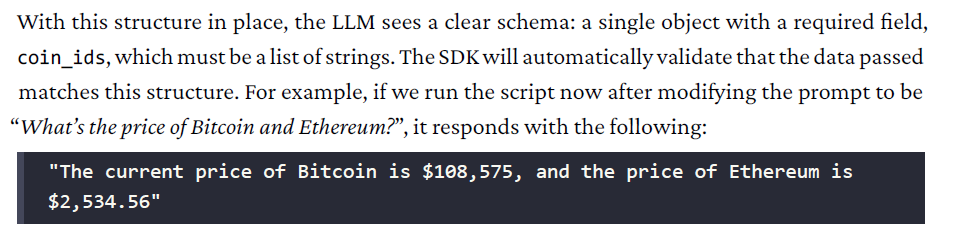 With this structure in place, the LLM sees a clear schema: a single object with a required field,
coin_ids, which must be a list of strings. The SDK will automatically validate that the data passed
matches this structure. For example, if we run the script now after modifying the prompt to be
“What’s the price of Bitcoin and Ethereum?”, it responds with the following:
"The current price of Bitcoin is $108,575, and the price of Ethereum is
$2,534.56"